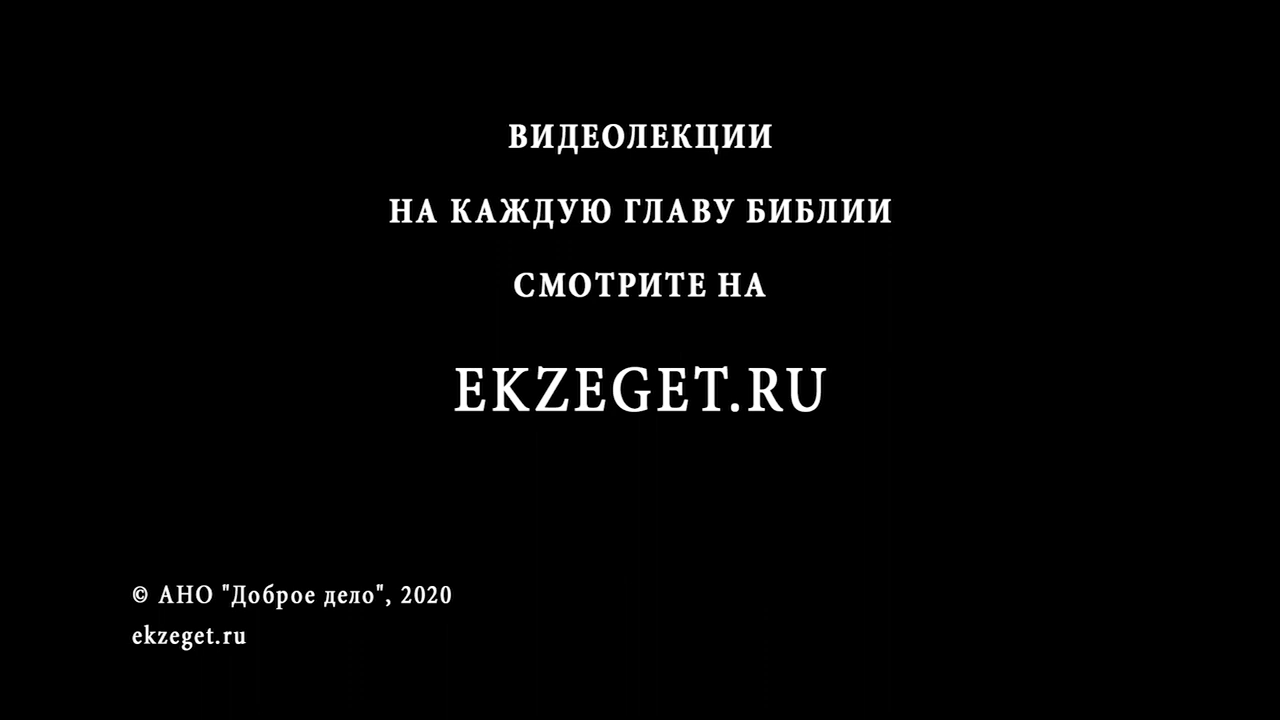 ВИДЕОЛЕКЦИИ
НА КАЖДУЮ ГЛАВУ БИБЛИИ
СМОТРИТЕ НА
EKZEGET.RU
© АНО "Доброе дело", 2020
ekzeget.ru